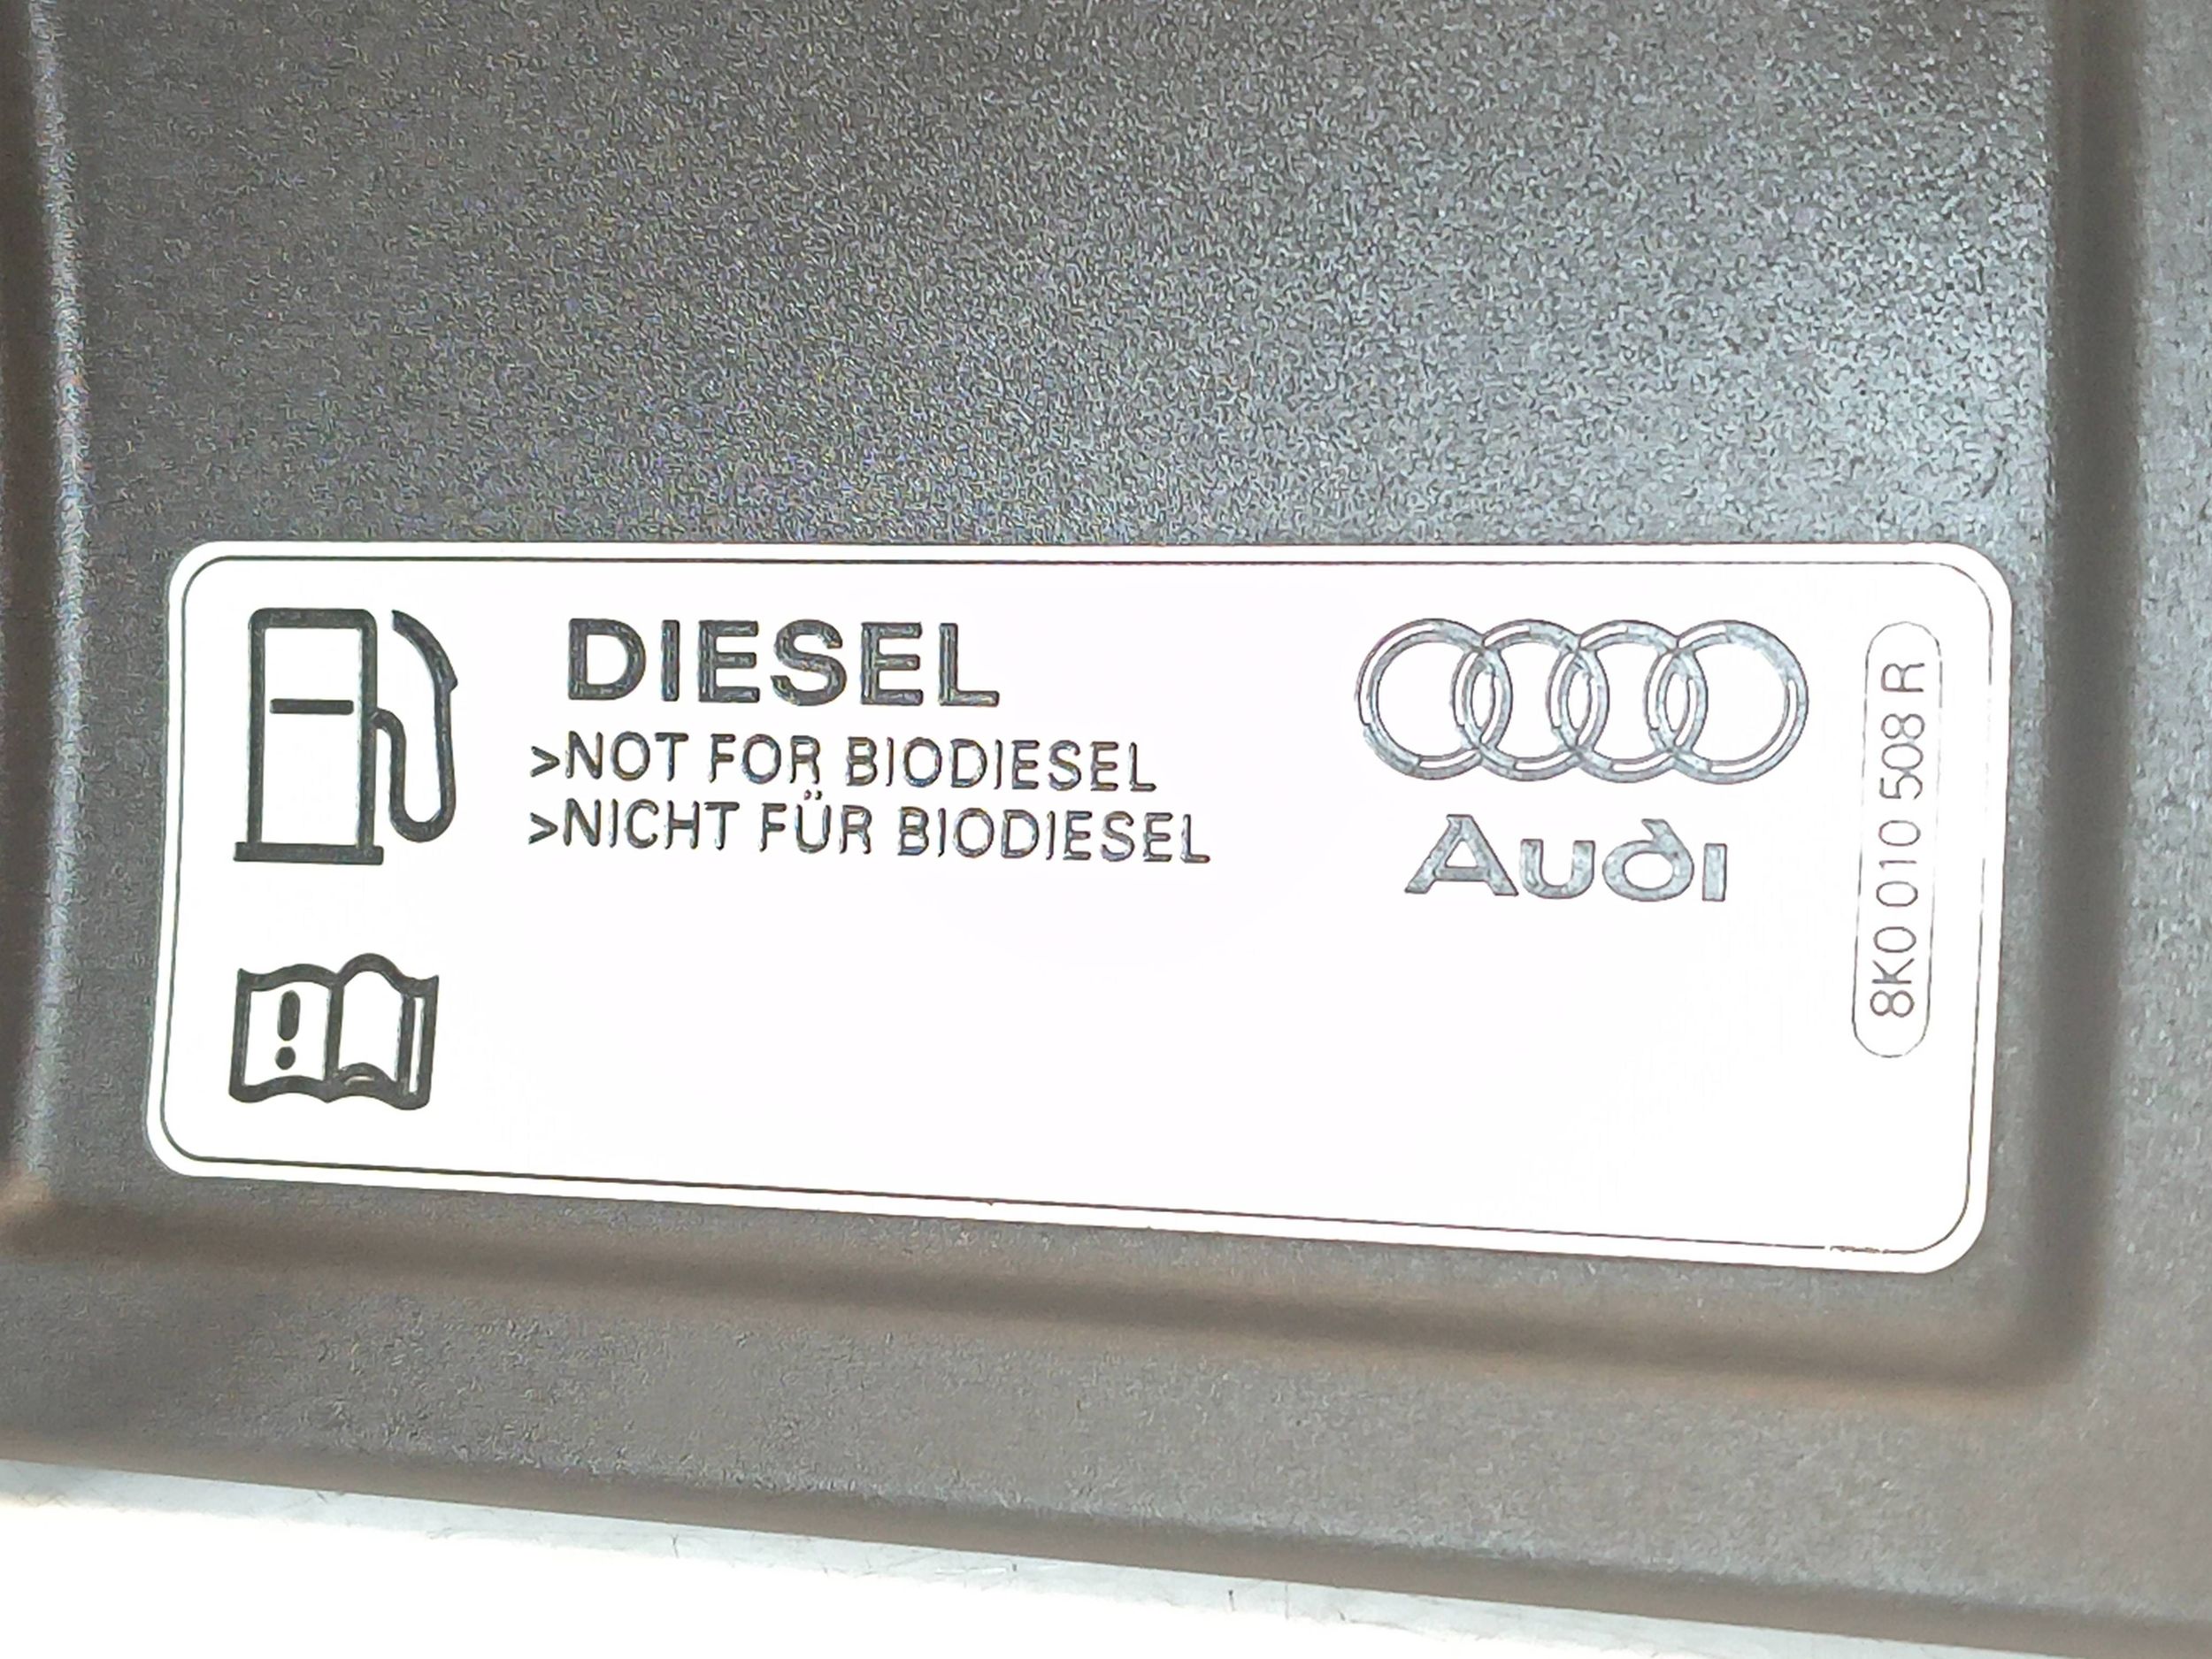 DIESEL
>NOT FOR BIODIESEL
>NICHT FÜR BIODIESEL
Audi
8K0 010 508 R